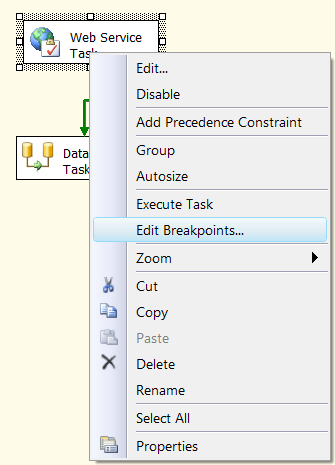 Web Service
Task
Data
Task
Edit...
Disable
Add Precedence Constraint
Group
Autosize
Execute Task
Edit Breakpoints...
Zoom
Cut
Copy
Paste
Delete
Rename
Select All
Properties